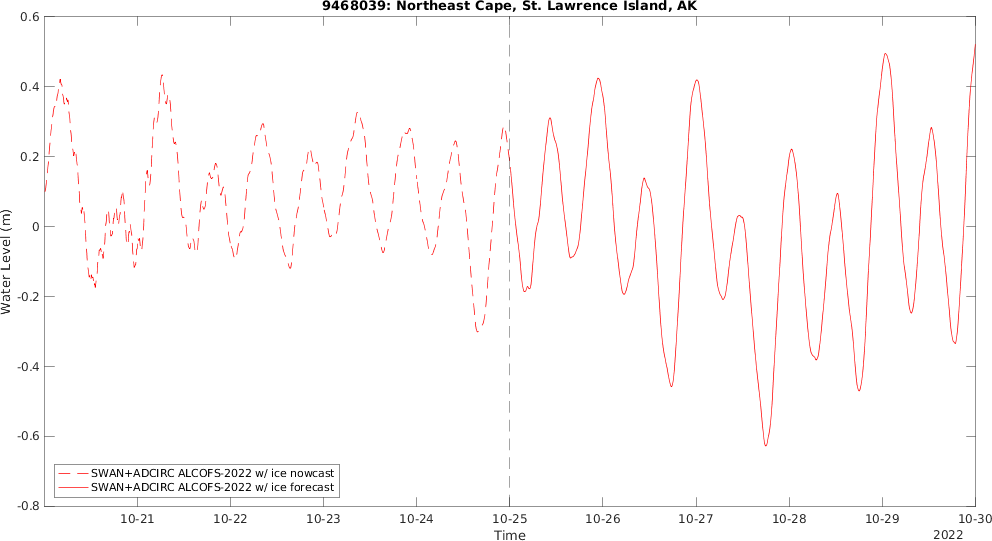 9468039: Northeast Cape, St. Lawrence Island, AK
0.6
0.4
0.2
0
-0.2
-0.4
-0.6
-0.8
Water Level (m)
SWAN+ADCIRC ALCOFS-2022 w/ ice nowcast
SWAN+ADCIRC ALCOFS-2022 w/ ice forecast
10-21 10-22 10-23 10-24 10-25 10-26 10-27 10-28 10-29 10-30
Time
2022